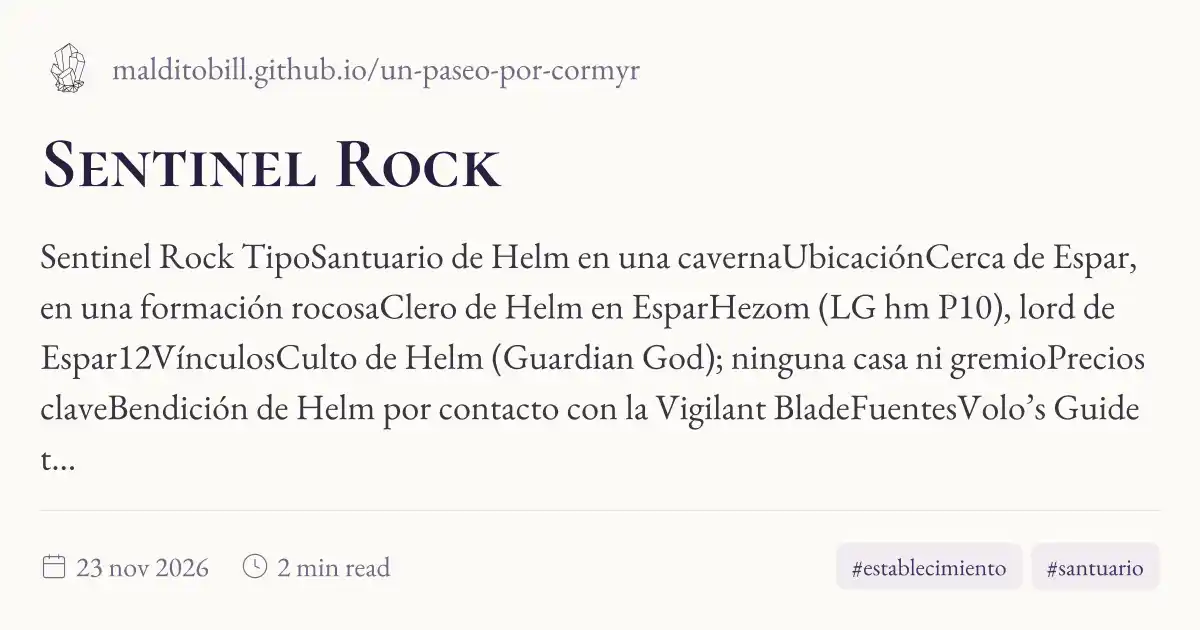 malditobill.github.io/un-paseo-por-cormyr
Sentinel Rock
Sentinel Rock TipoSantuario de Helm en una cavernaUbicaciónCerca de Espar,
en una formación rocosaClero de Helm en EsparHezom (LG hm P10), lord de
Espar12VínculosCulto de Helm (Guardian God); ninguna casa ni gremioPrecios
claveBendición de Helm por contacto con la Vigilant BladeFuentesVolo’s Guide
t...
23 nov 2026
2 min read
#establecimiento
#santuario